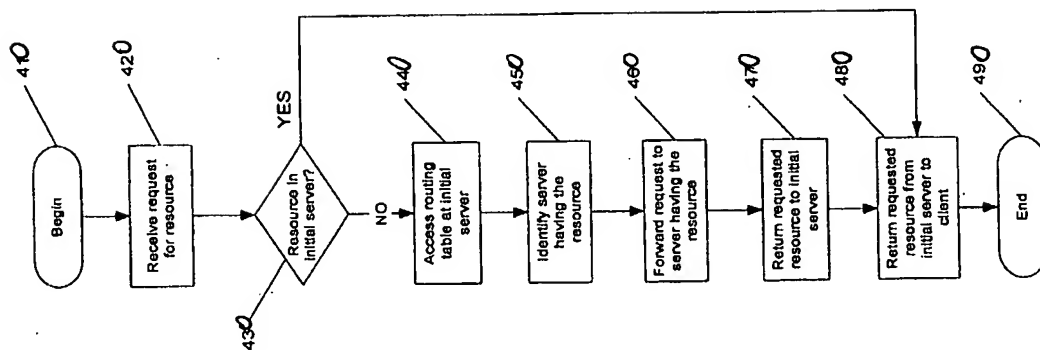 410
Begin
420
Receive request
for resource
430
Resource in
initial server?
YES
NO
440
Access routing
table at initial
server
450
Identify server
having the
resource
460
Forward request to
server having the
resource
470
Return requested
resource to initial
server
480
Return requested
resource from
initial server to
client
490
End